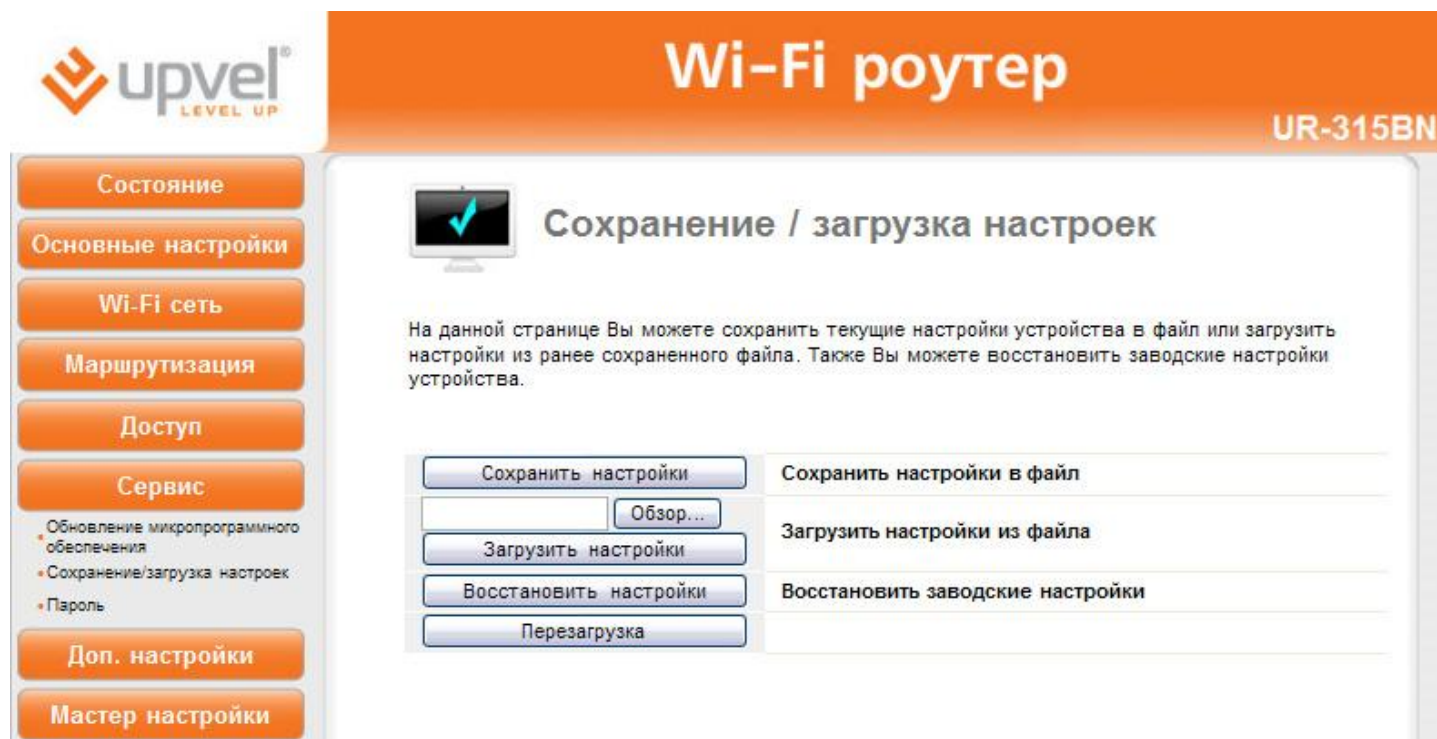 upvel®
LEVEL UP
Wi-Fi роутер
UR-315BN
Состояние
Основные настройки
Wi-Fi сеть
Маршрутизация
Доступ
Сервис
Обновление микропрограммного
обеспечения
Сохранение/загрузка настроек
Пароль
Доп. настройки
Мастер настройки
Сохранение / загрузка настроек
На данной странице Вы можете сохранить текущие настройки устройства в файл или загрузить
настройки из ранее сохраненного файла. Также Вы можете восстановить заводские настройки
устройства.
Сохранить настройки Сохранить настройки в файл
Обзор...
Загрузить настройки из файла
Загрузить настройки
Восстановить настройки Восстановить заводские настройки
Перезагрузка